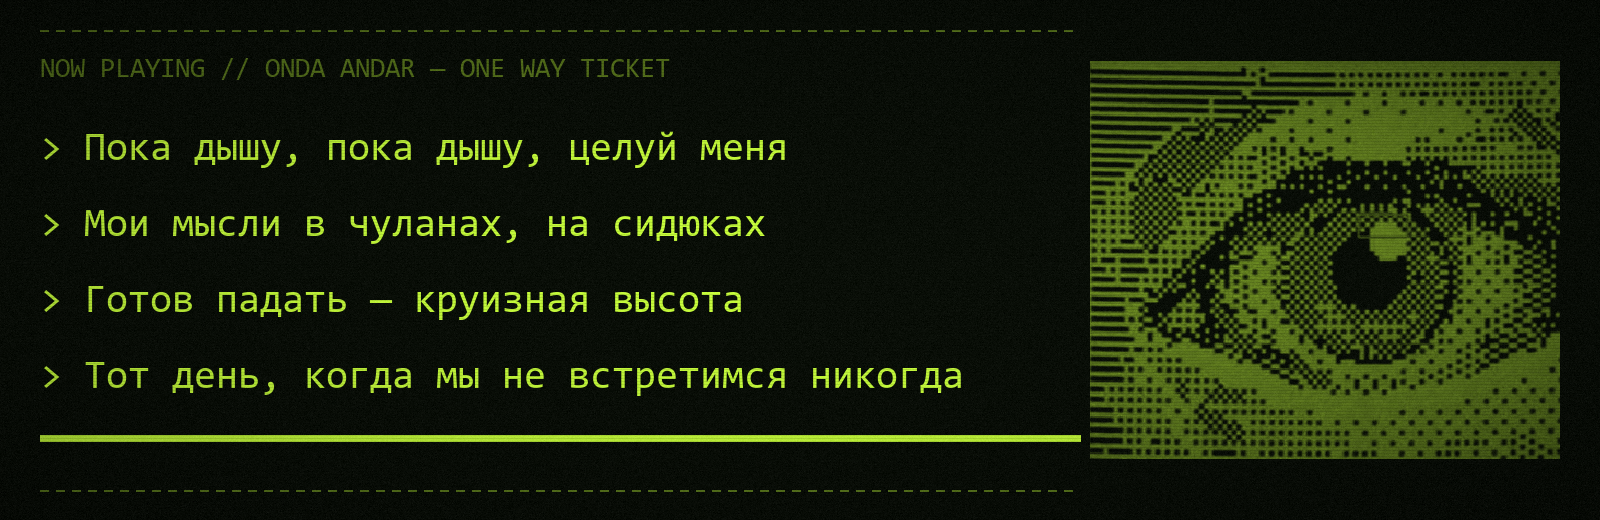 NOW PLAYING // ONDA ANDAR — ONE WAY TICKET
> Пока дышу, пока дышу, целуй меня
> Мои мысли в чуланах, на сидюках
> Готов падать — круизная высота
> Тот день, когда мы не встретимся никогда